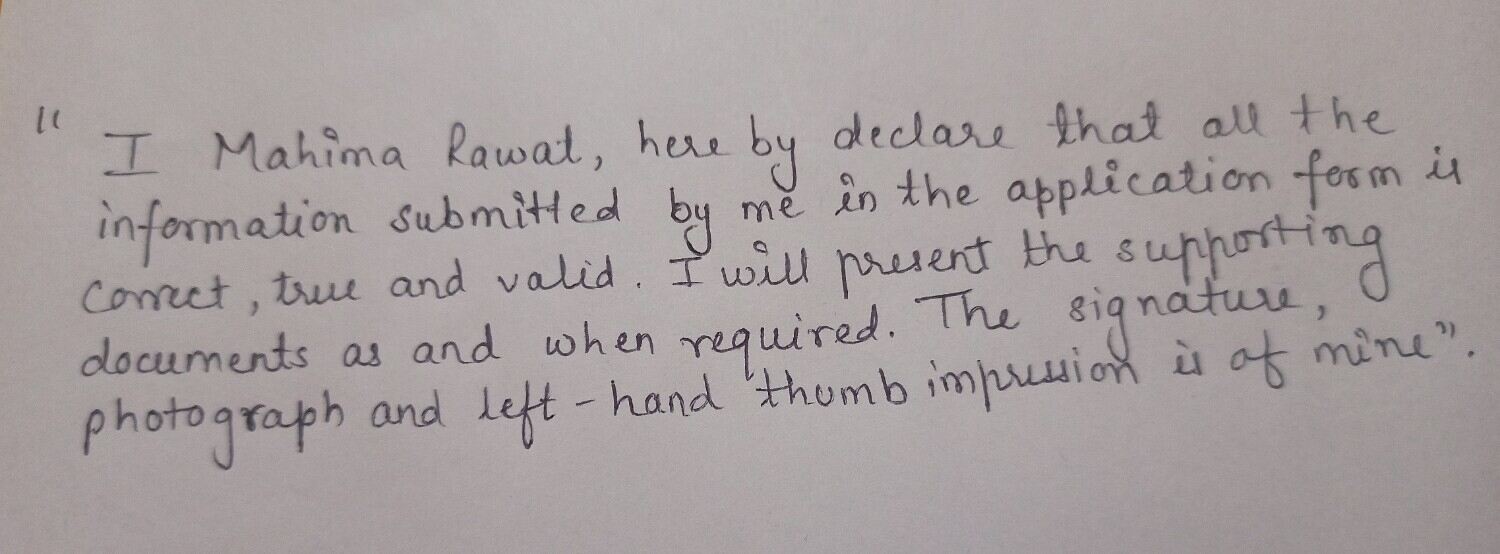 "I Mahima Rawat, here by declare that all the
information submitted by me in the application form is
correct, true and valid. I will present the supporting
documents as and when required. The signature,
photograph and left-hand thumb impression is of mine".